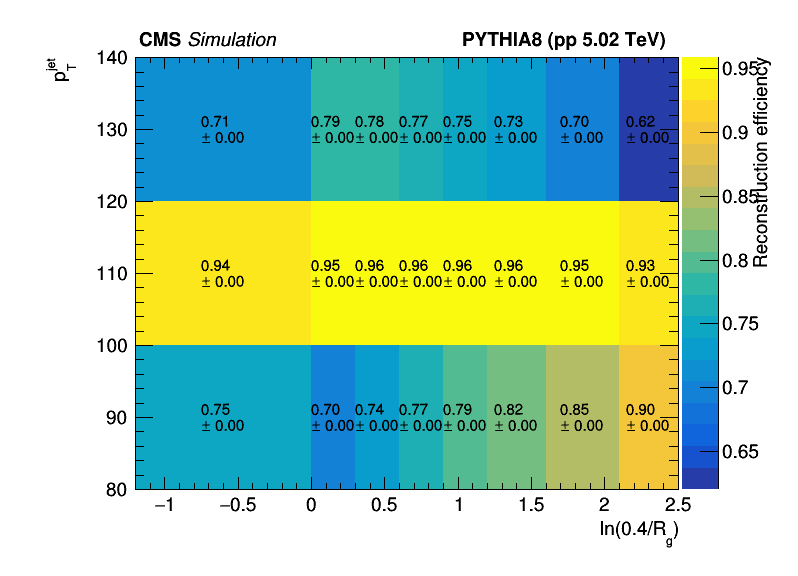 CMS Simulation PYTHIA8 (pp 5.02 TeV)
p_T^jet
140
130
120
110
100
90
80
0.71 0.79 0.78 0.77 0.75 0.73 0.70 0.62
± 0.00 ± 0.00 ± 0.00 ± 0.00 ± 0.00 ± 0.00 ± 0.00 ± 0.00
0.94 0.95 0.96 0.96 0.96 0.96 0.95 0.93
± 0.00 ± 0.00 ± 0.00 ± 0.00 ± 0.00 ± 0.00 ± 0.00 ± 0.00
0.75 0.70 0.74 0.77 0.79 0.82 0.85 0.90
± 0.00 ± 0.00 ± 0.00 ± 0.00 ± 0.00 ± 0.00 ± 0.00 ± 0.00
−1 −0.5 0 0.5 1 1.5 2 2.5
ln(0.4/R_g)
0.95
0.9
0.85
0.8
0.75
0.7
0.65
Reconstruction efficiency